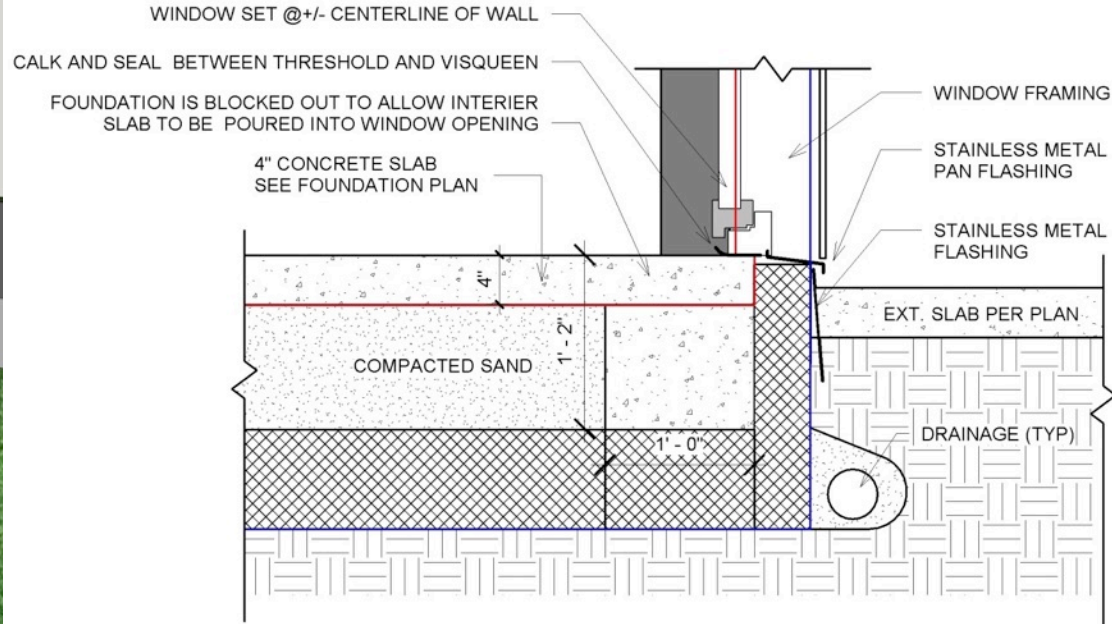 WINDOW SET @+/- CENTERLINE OF WALL
CALK AND SEAL BETWEEN THRESHOLD AND VISQUEEN
FOUNDATION IS BLOCKED OUT TO ALLOW INTERIER
SLAB TO BE POURED INTO WINDOW OPENING
4" CONCRETE SLAB
SEE FOUNDATION PLAN
WINDOW FRAMING
STAINLESS METAL
PAN FLASHING
STAINLESS METAL
FLASHING
4"
EXT. SLAB PER PLAN
1' - 2"
COMPACTED SAND
DRAINAGE (TYP)
1' - 0"